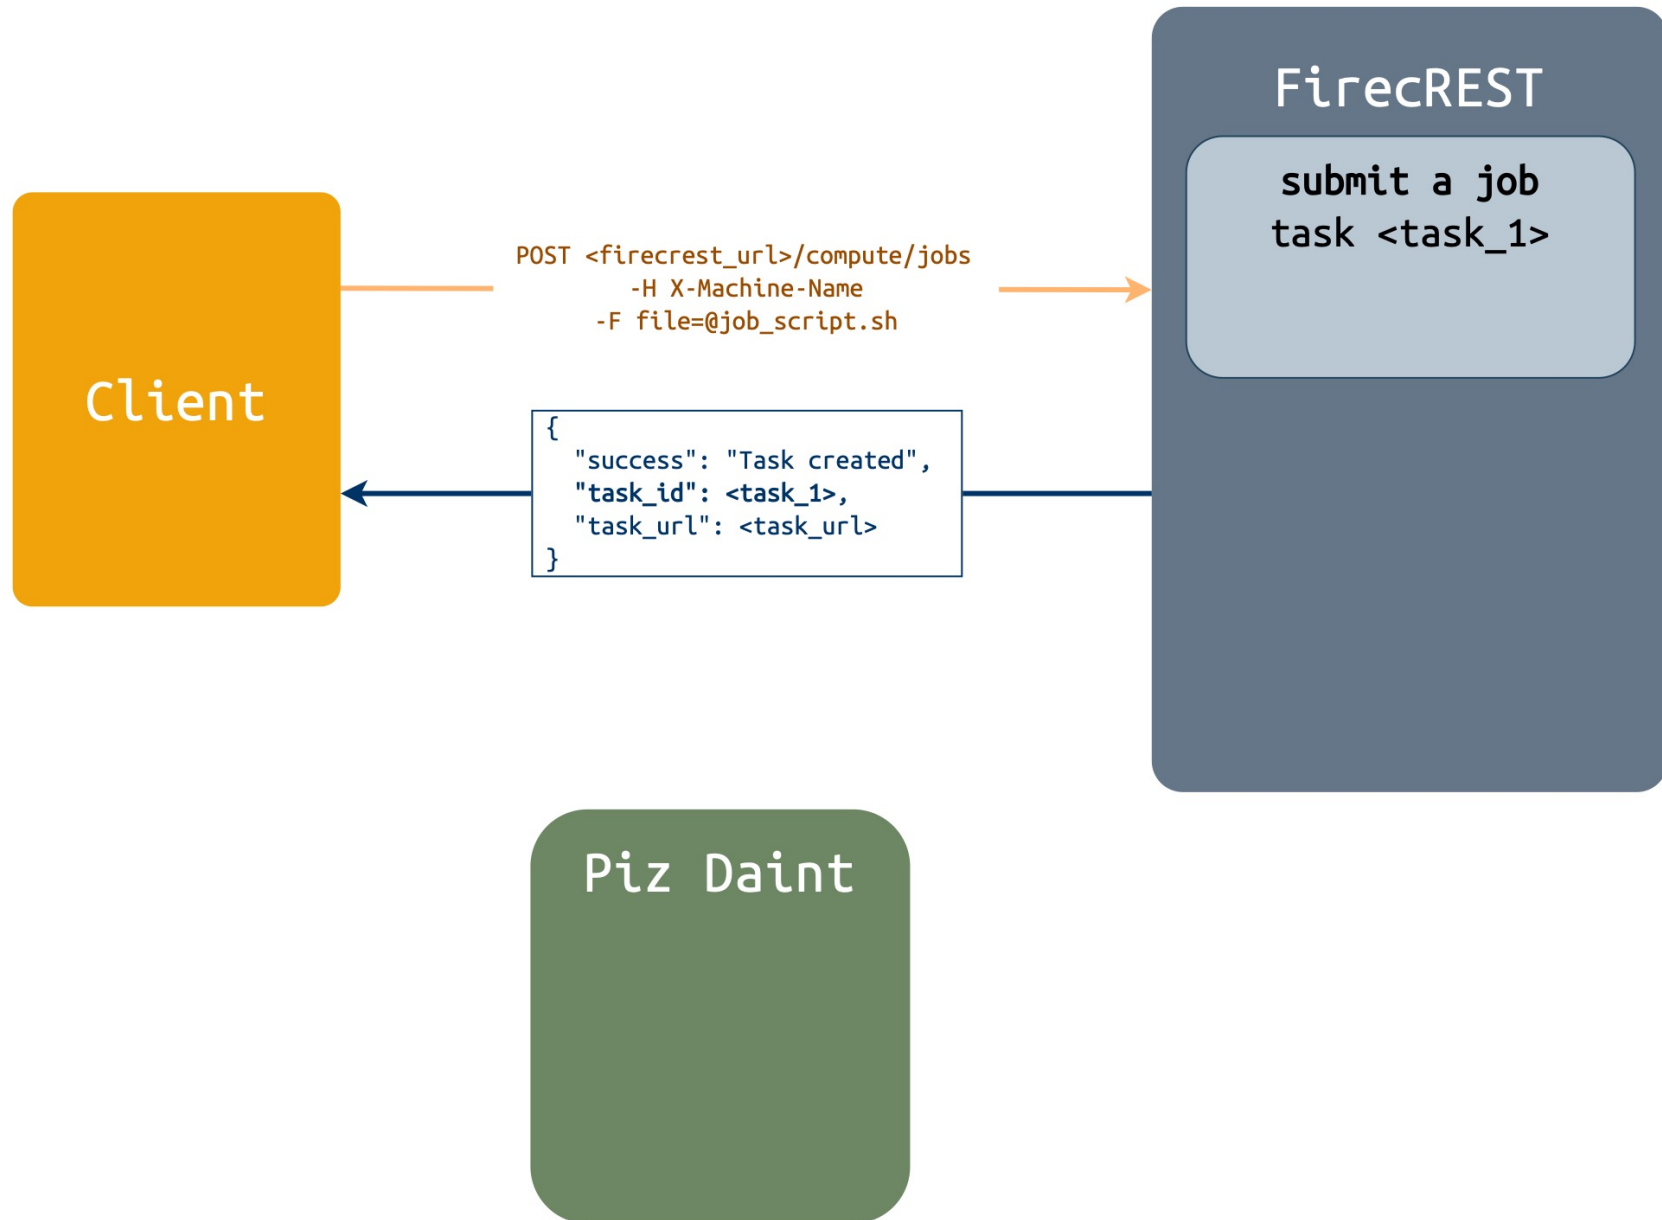 FirecREST
submit a job
task <task_1>
POST <firecrest_url>/compute/jobs
-H X-Machine-Name
-F file=@job_script.sh
Client
{
"success": "Task created",
"task_id": <task_1>,
"task_url": <task_url>
}
Piz Daint